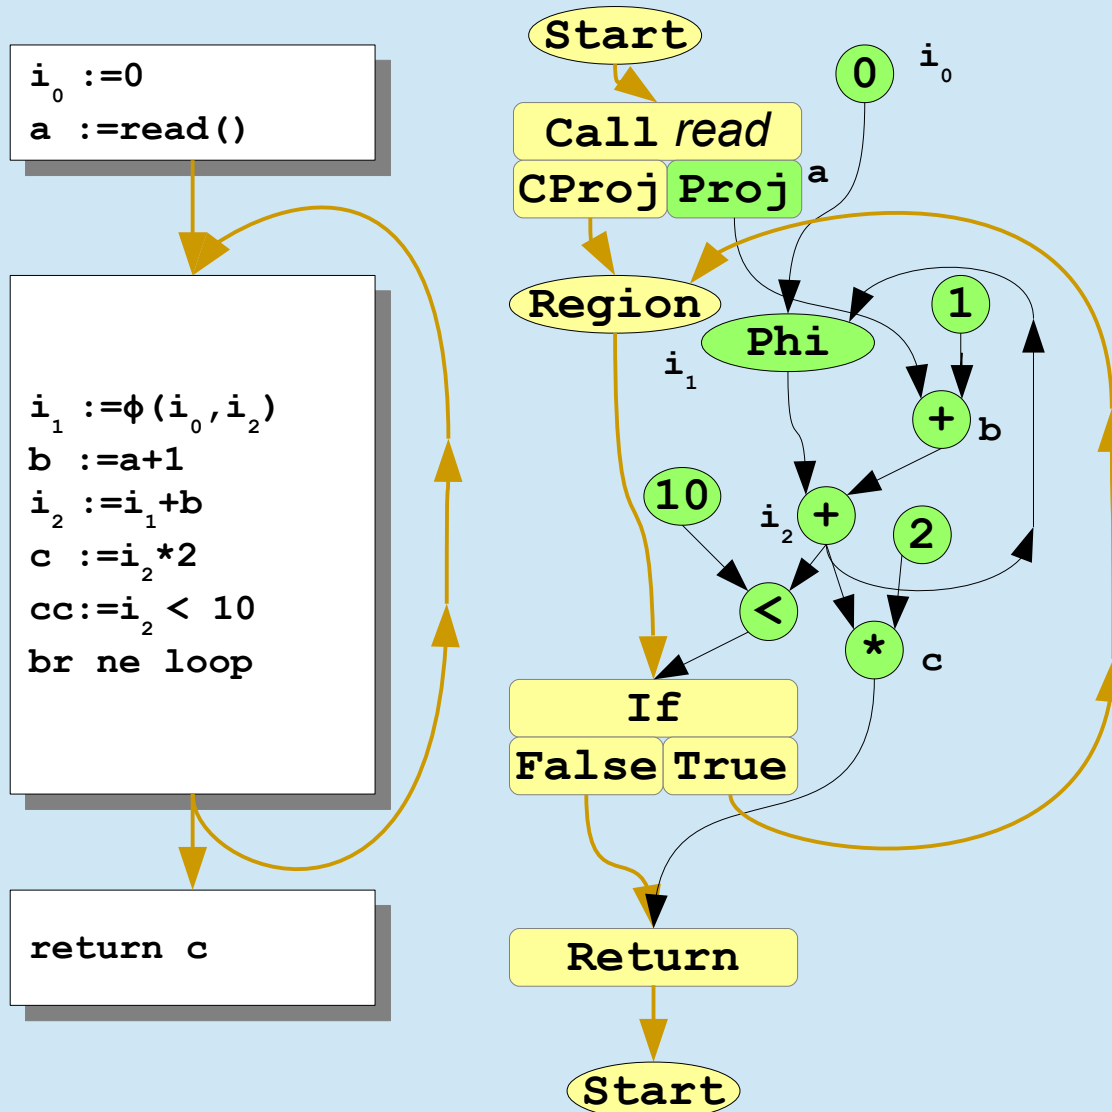 i₀ :=0
a :=read()
i₁ :=ϕ(i₀,i₂)
b :=a+1
i₂ :=i₁+b
c :=i₂*2
cc:=i₂ < 10
br ne loop
return c
Start
0 i₀
Call read
CProj Proj a
Region
1
Phi
i₁
+ b
10
i₂ +
2
<
* c
If
False True
Return
Start